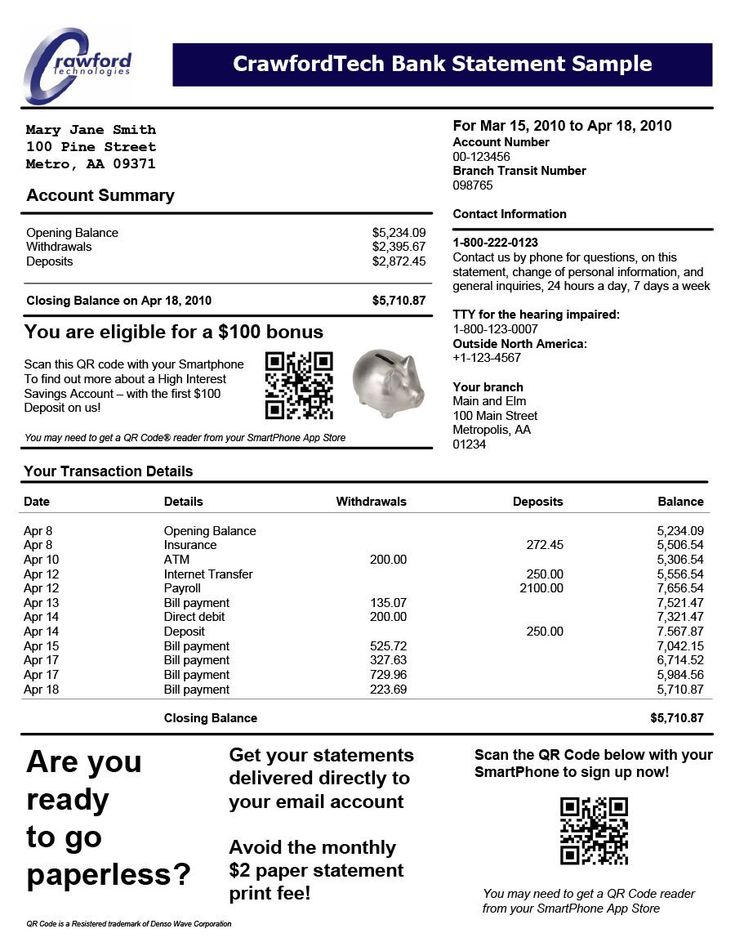 Crawford
Technologies
CrawfordTech Bank Statement Sample
Mary Jane Smith
100 Pine Street
Metro, AA 09371
For Mar 15, 2010 to Apr 18, 2010
Account Number
00-123456
Branch Transit Number
098765
Account Summary
Opening Balance $5,234.09
Withdrawals $2,395.67
Deposits $2,872.45
Closing Balance on Apr 18, 2010 $5,710.87
Contact Information
1-800-222-0123
Contact us by phone for questions, on this
statement, change of personal information, and
general inquiries, 24 hours a day, 7 days a week
TTY for the hearing impaired:
1-800-123-0007
Outside North America:
+1-123-4567
Your branch
Main and Elm
100 Main Street
Metropolis, AA
01234
You are eligible for a $100 bonus
Scan this QR code with your Smartphone
To find out more about a High Interest
Savings Account – with the first $100
Deposit on us!
You may need to get a QR Code® reader from your SmartPhone App Store
Your Transaction Details
Date Details Withdrawals Deposits Balance
Apr 8 Opening Balance 5,234.09
Apr 8 Insurance 272.45 5,506.54
Apr 10 ATM 200.00 5,306.54
Apr 12 Internet Transfer 250.00 5,556.54
Apr 12 Payroll 2100.00 7,656.54
Apr 13 Bill payment 135.07 7,521.47
Apr 14 Direct debit 200.00 7,321.47
Apr 14 Deposit 250.00 7.567.87
Apr 15 Bill payment 525.72 7,042.15
Apr 17 Bill payment 327.63 6,714.52
Apr 17 Bill payment 729.96 5,984.56
Apr 18 Bill payment 223.69 5,710.87
Closing Balance $5,710.87
Are you
ready
to go
paperless?
Get your statements
delivered directly to
your email account
Avoid the monthly
$2 paper statement
print fee!
Scan the QR Code below with your
SmartPhone to sign up now!
You may need to get a QR Code reader
from your SmartPhone App Store
QR Code is a Registered trademark of Denso Wave Corporation